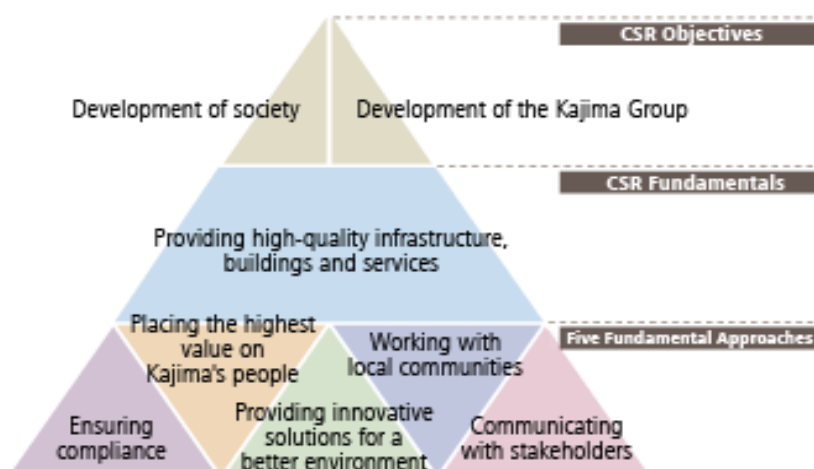 CSR Objectives
Development of society
Development of the Kajima Group
CSR Fundamentals
Providing high-quality infrastructure,
buildings and services
Five Fundamental Approaches
Placing the highest
value on
Kajima's people
Working with
local communities
Ensuring
compliance
Providing innovative
solutions for a
better environment
Communicating
with stakeholders